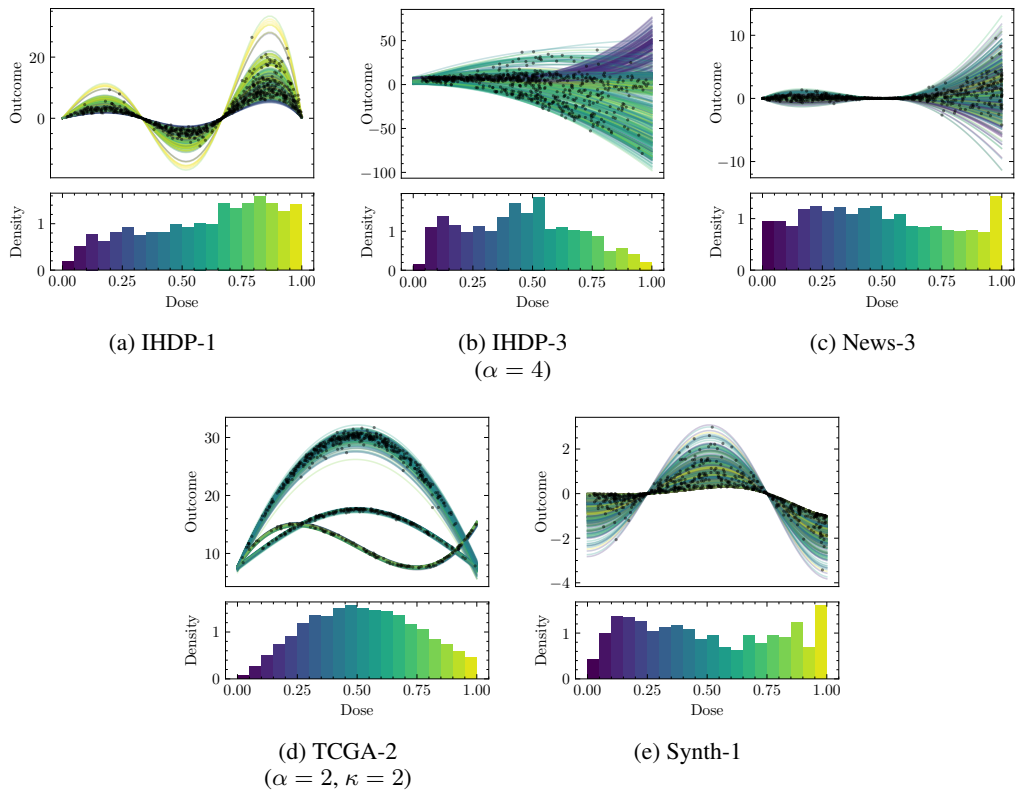 20
0
Outcome
1
0
Density
0.00 0.25 0.50 0.75 1.00
Dose
(a) IHDP-1
50
0
−50
−100
Outcome
1
0
Density
0.00 0.25 0.50 0.75 1.00
Dose
(b) IHDP-3
(α = 4)
10
0
−10
Outcome
1
0
Density
0.00 0.25 0.50 0.75 1.00
Dose
(c) News-3
30
20
10
Outcome
1
0
Density
0.00 0.25 0.50 0.75 1.00
Dose
(d) TCGA-2
(α = 2, κ = 2)
2
0
−2
−4
Outcome
1
0
Density
0.00 0.25 0.50 0.75 1.00
Dose
(e) Synth-1